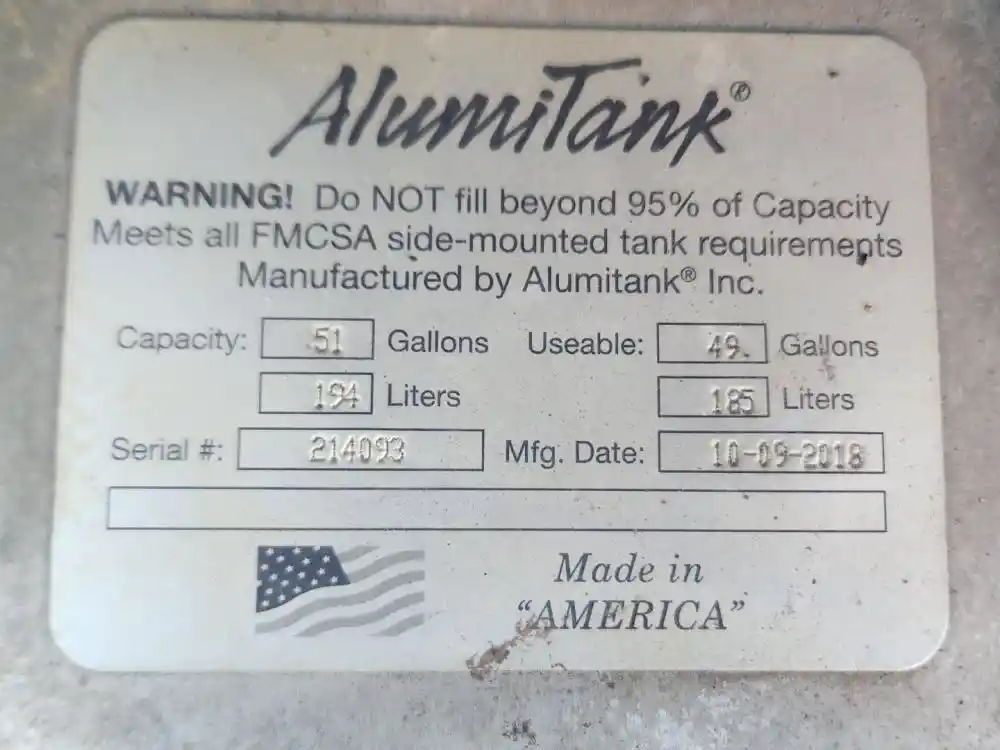 AlumiTank®
WARNING! Do NOT fill beyond 95% of Capacity
Meets all FMCSA side-mounted tank requirements
Manufactured by Alumitank® Inc.
Capacity: 51 Gallons Useable: 49. Gallons
194 Liters 185 Liters
Serial #: 214093 Mfg. Date: 10-09-2018
Made in
“AMERICA”